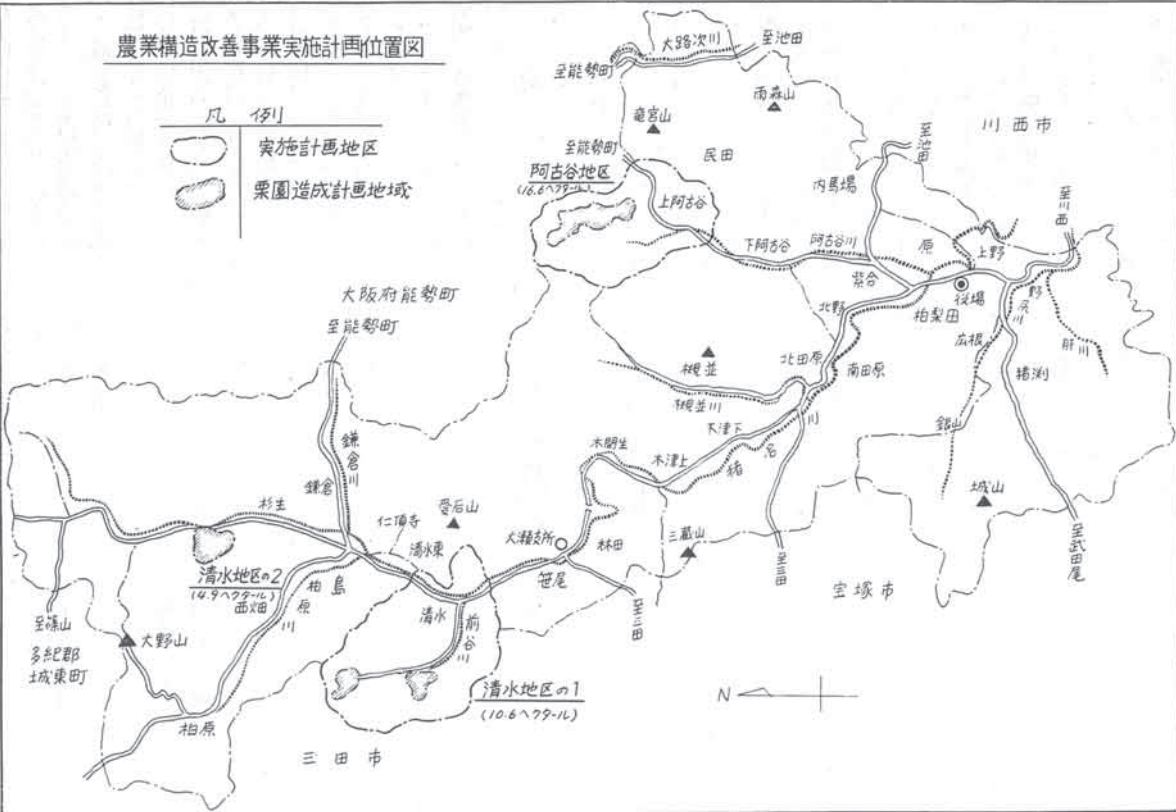 農業構造改善事業実施計画位置図
凡例
実施計画地区
栗園造成計画地域
大路次川
至池田
至能勢町
雨森山
竜宮山
川西市
至能勢町
民田
至池田
阿古谷地区
(16.6ヘクタール)
内馬場
上阿古谷
至川西
下阿古谷
阿古谷川
原
上野
紫合
役場
野尻川
大阪府能勢町
至能勢町
北野
柏梨田
広根
肝川
槻並
北田原
南田原
猪渕
槻並川
木津下
川
名
猪
銀山
木間生
木津上
鎌倉川
鎌倉
城山
杉生
愛宕山
仁頂寺
大瀬支所
林田
三蔵山
清水東
至三田
至武田尾
清水地区の2
(4.9ヘクタール)
柏原川
島
笹尾
宝塚市
西畑
清水
前谷川
至三田
至篠山
大野山
多紀郡
城東町
清水地区の1
(10.6ヘクタール)
N
柏原
三田市